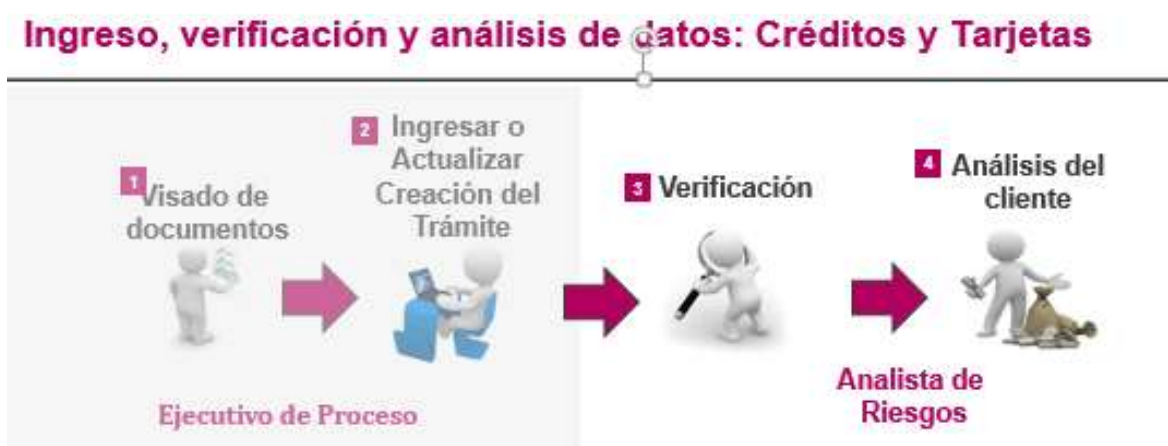 Ingreso, verificación y análisis de datos: Créditos y Tarjetas
1
Visado de
documentos
2
Ingresar o
Actualizar
Creación del
Trámite
3 Verificación
4 Análisis del
cliente
Ejecutivo de Proceso
Analista de
Riesgos